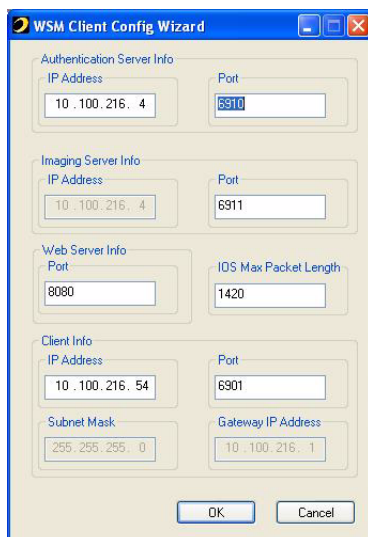 WSM Client Config Wizard
Authentication Server Info
IP Address Port
10 .100.216. 4 6910
Imaging Server Info
IP Address Port
10 .100.216. 4 6911
Web Server Info
Port IOS Max Packet Length
8080 1420
Client Info
IP Address Port
10 .100.216. 54 6901
Subnet Mask Gateway IP Address
255.255.255. 0 10 .100.216. 1
OK Cancel